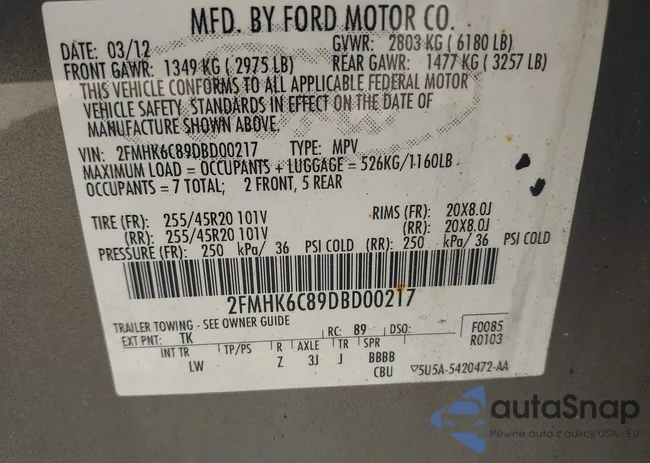 MFD. BY FORD MOTOR CO.
DATE: 03/12 GVWR: 2803 KG ( 6180 LB)
FRONT GAWR: 1349 KG ( 2975 LB) REAR GAWR: 1477 KG ( 3257 LB)
THIS VEHICLE CONFORMS TO ALL APPLICABLE FEDERAL MOTOR
VEHICLE SAFETY. STANDARDS IN EFFECT ON THE DATE OF
MANUFACTURE SHOWN ABOVE.
VIN: 2FMHK6C89DBD00217 TYPE: MPV
MAXIMUM LOAD = OCCUPANTS + LUGGAGE = 526KG/1160LB
OCCUPANTS = 7 TOTAL; 2 FRONT, 5 REAR
TIRE (FR): 255/45R20 101V RIMS (FR): 20X8.0J
(RR): 255/45R20 101V (RR): 20X8.0J
PRESSURE (FR): 250 kPa/ 36 PSI COLD (RR): 250 kPa/ 36 PSI COLD
2FMHK6C89DBD00217
TRAILER TOWING - SEE OWNER GUIDE
EXT PNT: TK RC: 89 DSO: F0085
R0103
INT TR TP/PS R AXLE TR SPR
LW Z 3J J BBBB
CBU 5U5A-5420472-AA
autaSnap
Pewne auta z aukcji USA i EU